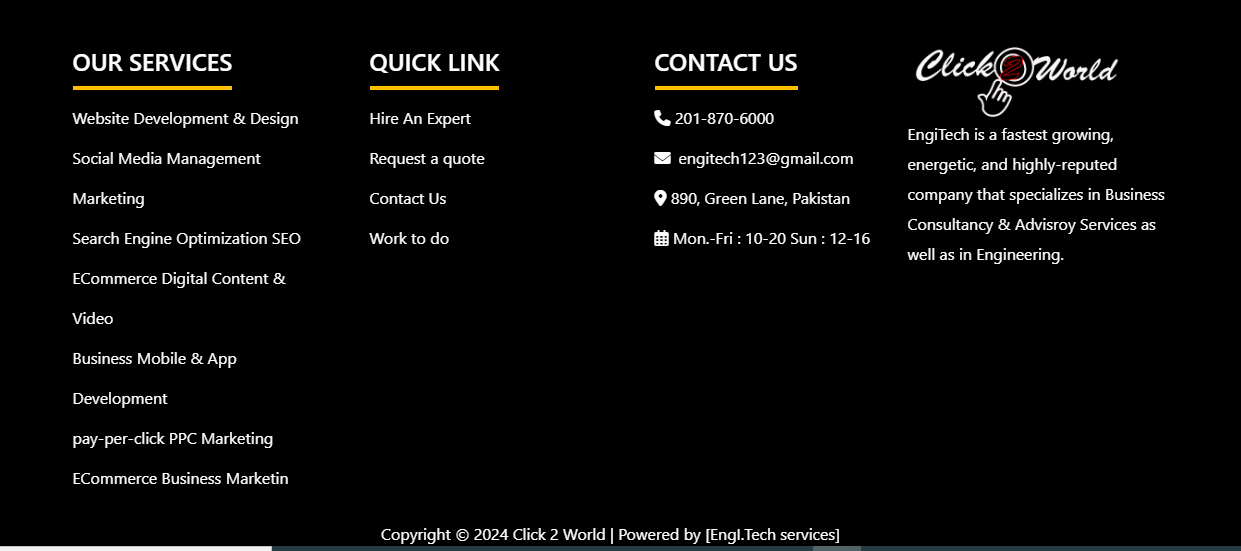 OUR SERVICES
Website Development & Design
Social Media Management
Marketing
Search Engine Optimization SEO
ECommerce Digital Content &
Video
Business Mobile & App
Development
pay-per-click PPC Marketing
ECommerce Business Marketin
QUICK LINK
Hire An Expert
Request a quote
Contact Us
Work to do
CONTACT US
201-870-6000
engitech123@gmail.com
890, Green Lane, Pakistan
Mon.-Fri : 10-20 Sun : 12-16
Click 2 World
EngiTech is a fastest growing,
energetic, and highly-reputed
company that specializes in Business
Consultancy & Advisroy Services as
well as in Engineering.
Copyright © 2024 Click 2 World | Powered by [EngI.Tech services]